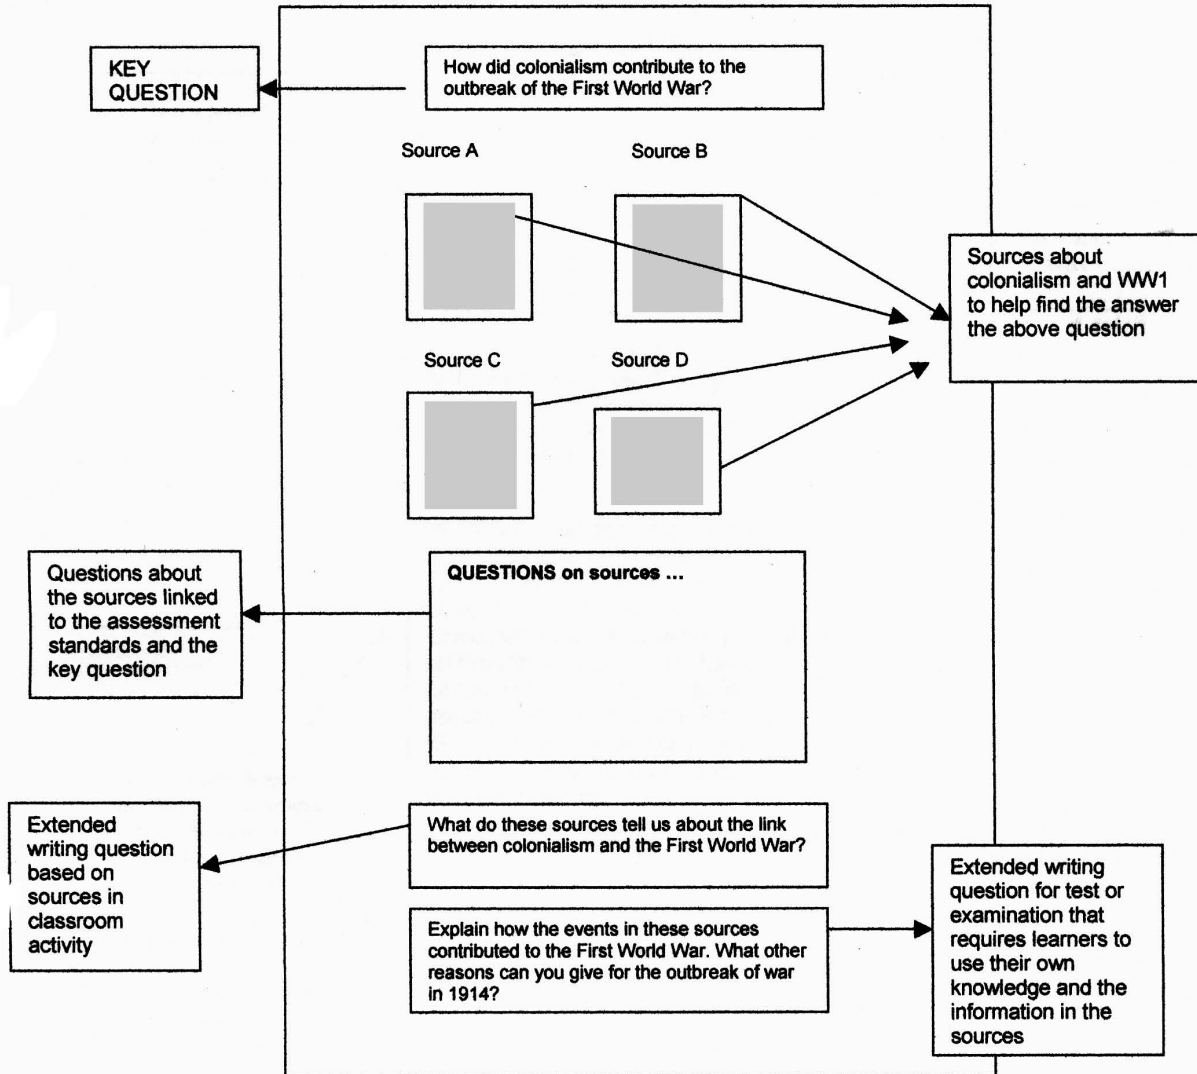 KEY
QUESTION
How did colonialism contribute to the
outbreak of the First World War?
Source A
Source B
Sources about
colonialism and WW1
to help find the answer
the above question
Source C
Source D
Questions about
the sources linked
to the assessment
standards and the
key question
QUESTIONS on sources ...
Extended
writing question
based on
sources in
classroom
activity
What do these sources tell us about the link
between colonialism and the First World War?
Explain how the events in these sources
contributed to the First World War. What other
reasons can you give for the outbreak of war
in 1914?
Extended writing
question for test or
examination that
requires learners to
use their own
knowledge and the
information in the
sources